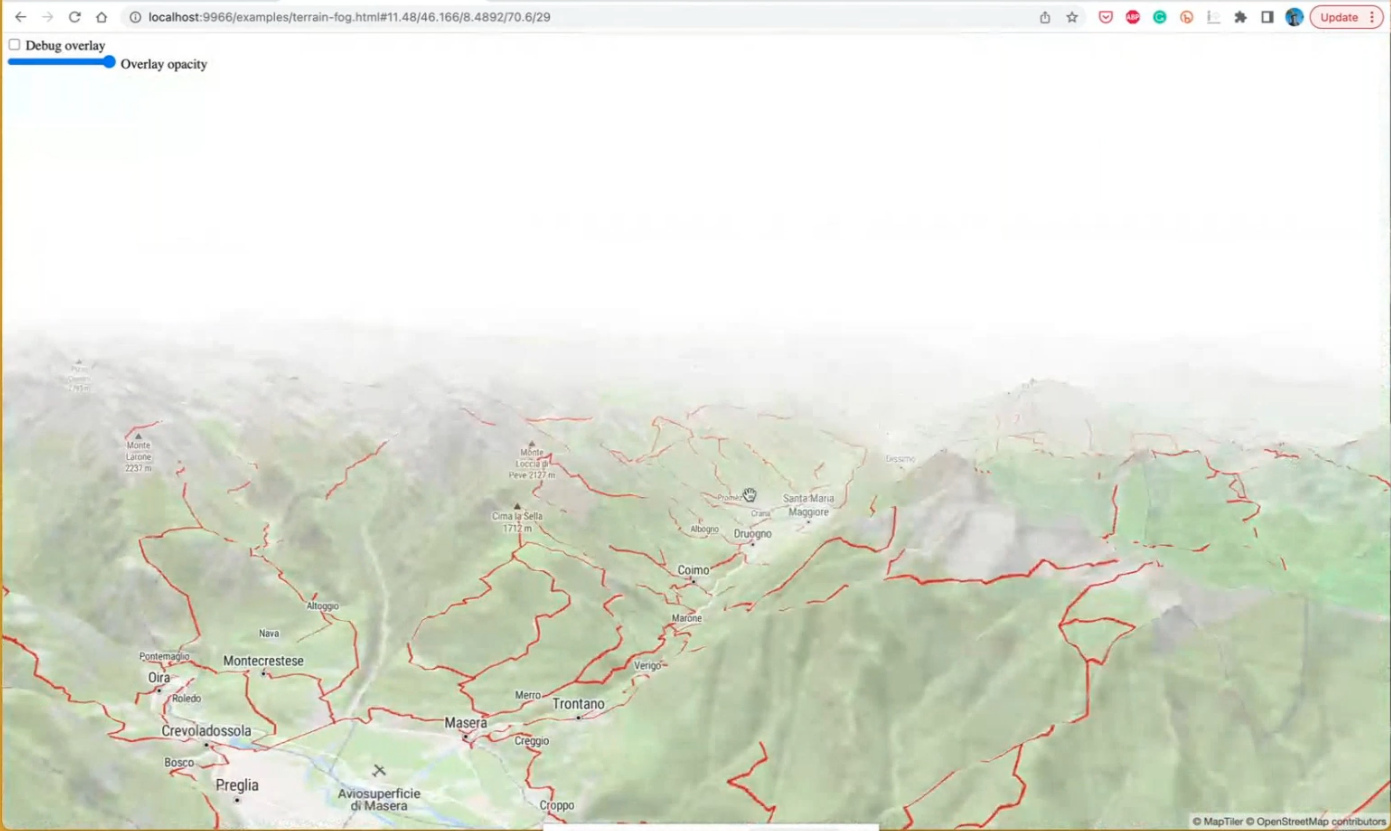 localhost:9966/examples/terrain-fog.html#11.48/46.166/8.4892/70.6/29
ABP
Update
Debug overlay
Overlay opacity
Monte
Larone
2237 m
Monte
Loccia di
Peve 2127 m
Cima la Sella
1712 m
Santa Maria
Maggiore
Crana
Albogno
Druogno
Coimo
Altoggio
Marone
Nava
Pontemaglio
Montecrestese
Verigo
Oira
Roledo
Merro
Trontano
Masera
Crevoladossola
Creggio
Bosco
Preglia
Aviosuperficie
di Masera
Croppo
© MapTiler © OpenStreetMap contributors